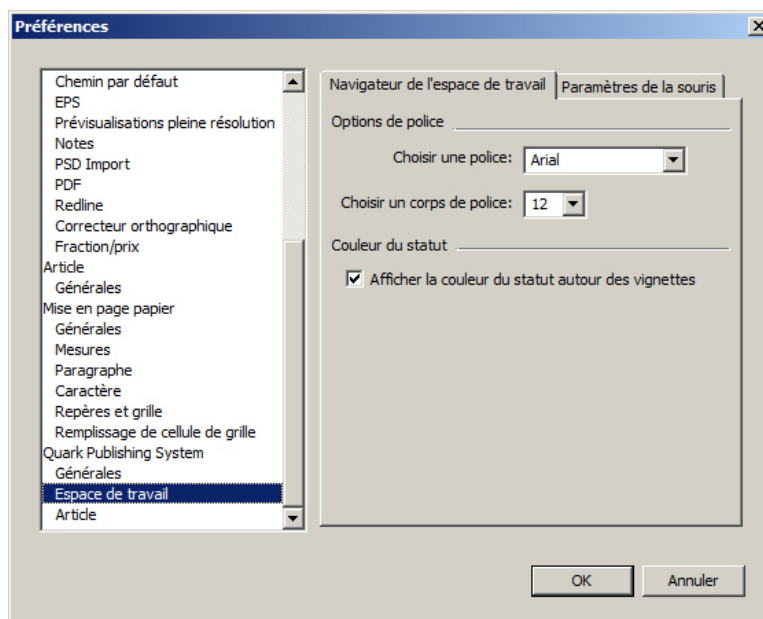 Préférences
Chemin par défaut
EPS
Prévisualisations pleine résolution
Notes
PSD Import
PDF
Redline
Correcteur orthographique
Fraction/prix
Article
Générales
Mise en page papier
Générales
Mesures
Paragraphe
Caractère
Repères et grille
Remplissage de cellule de grille
Quark Publishing System
Générales
Espace de travail
Article
Navigateur de l'espace de travail Paramètres de la souris
Options de police
Choisir une police: Arial
Choisir un corps de police: 12
Couleur du statut
Afficher la couleur du statut autour des vignettes
OK Annuler